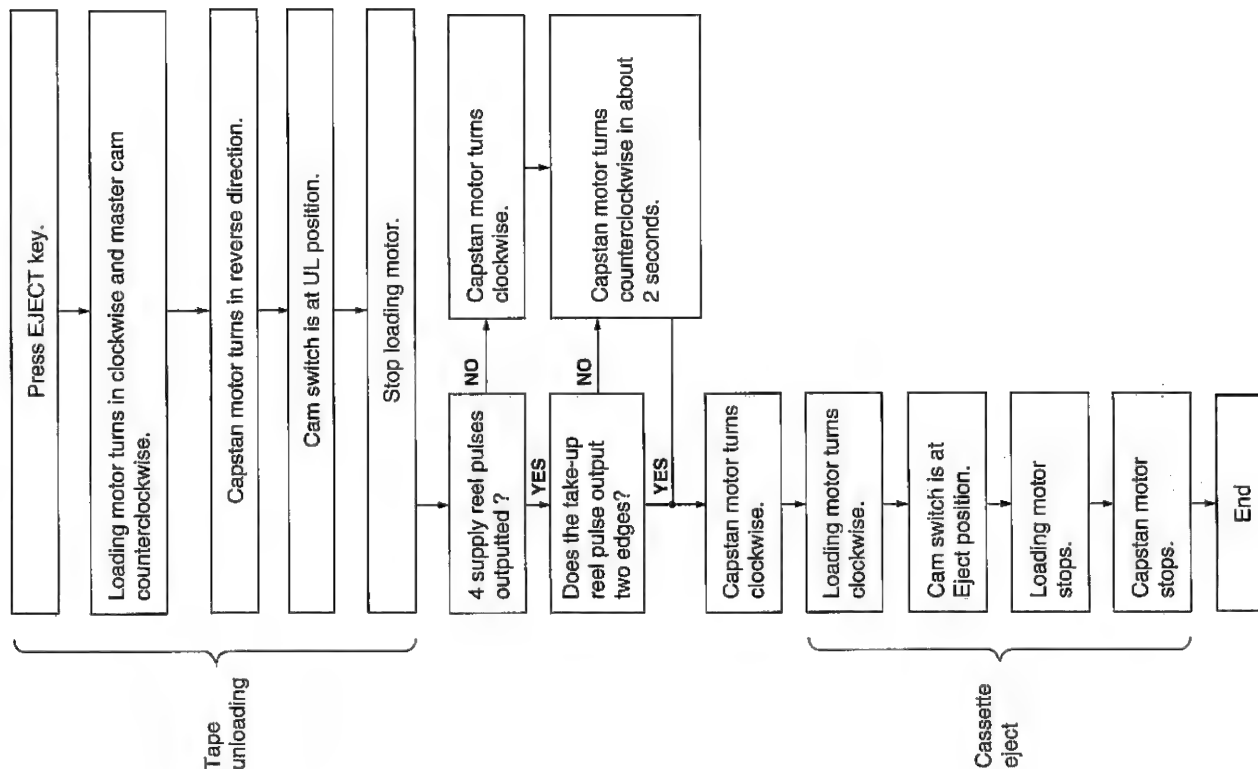 Press EJECT key.
Loading motor turns in clockwise and master cam
counterclockwise.
Capstan motor turns in reverse direction.
Cam switch is at UL position.
Stop loading motor.
Tape
unloading
4 supply reel pulses
outputted ?
NO
Capstan motor turns
clockwise.
YES
Does the take-up
reel pulse output
two edges?
NO
Capstan motor turns
counterclockwise in about
2 seconds.
YES
Capstan motor turns
clockwise.
Loading motor turns
clockwise.
Cam switch is at
Eject position.
Loading motor
stops.
Capstan motor
stops.
Cassette
eject
End